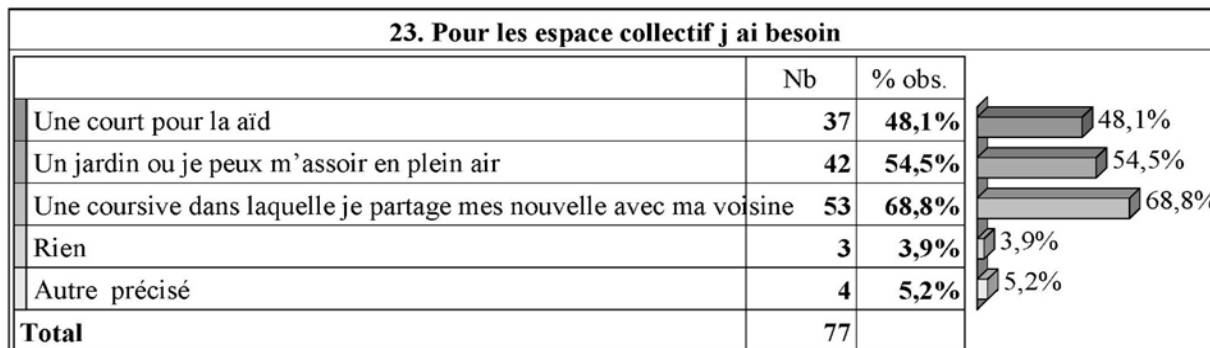 23. Pour les espace collectif j ai besoin
Nb % obs.
Une court pour la aïd 37 48,1% 48,1%
Un jardin ou je peux m’assoir en plein air 42 54,5% 54,5%
Une coursive dans laquelle je partage mes nouvelle avec ma voisine 53 68,8% 68,8%
Rien 3 3,9% 3,9%
Autre précisé 4 5,2% 5,2%
Total 77